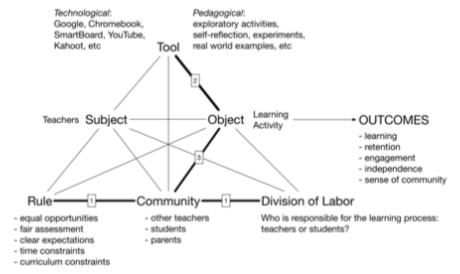 Technological:
Google, Chromebook,
SmartBoard, YouTube,
Kahoot, etc
Pedagogical:
exploratory activities,
self-reflection, experiments,
real world examples, etc
Tool
2
Teachers Subject
Object
Learning
Activity
OUTCOMES
- learning
- retention
- engagement
- independence
- sense of community
3
Rule
1
Community
1
Division of Labor
- equal opportunities
- fair assessment
- clear expectations
- time constraints
- curriculum constraints
- other teachers
- students
- parents
Who is responsible for the learning process:
teachers or students?